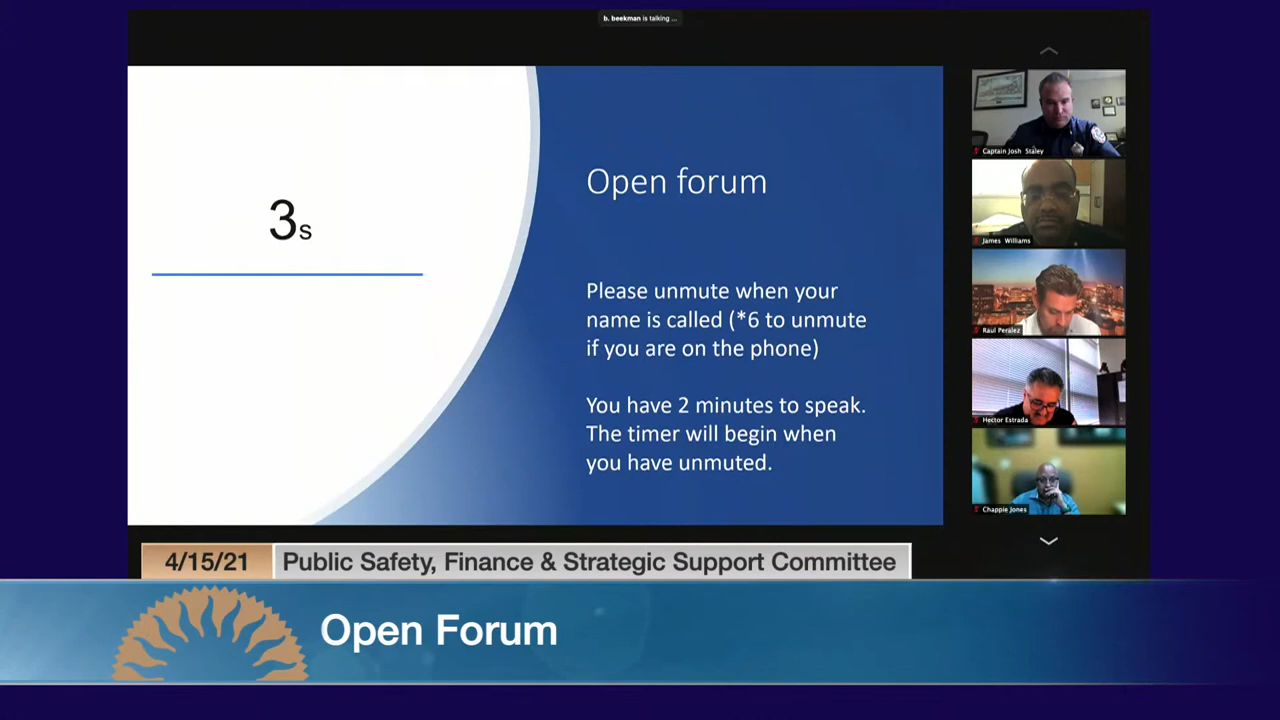 b. beekman is talking ...
3s
Open forum
Please unmute when your
name is called (*6 to unmute
if you are on the phone)
You have 2 minutes to speak.
The timer will begin when
you have unmuted.
Captain Josh Staley
James Williams
Raul Peralez
Hector Estrada
Chappie Jones
4/15/21
Public Safety, Finance & Strategic Support Committee
Open Forum